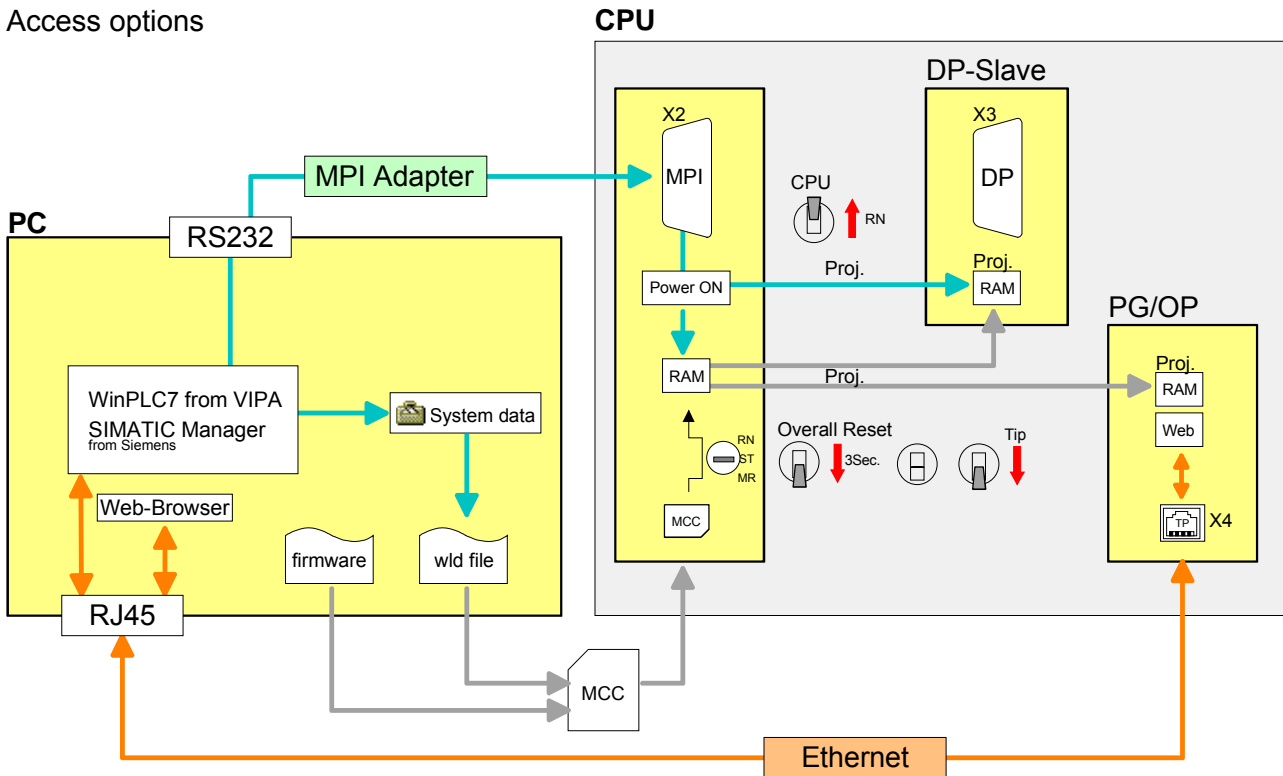 Access options
CPU
DP-Slave
X2
MPI
X3
DP
MPI Adapter
CPU
RN
PC
RS232
Power ON
Proj.
Proj.
RAM
PG/OP
RAM
Proj.
Proj.
RAM
Web
TP
X4
WinPLC7 from VIPA
SIMATIC Manager
from Siemens
System data
RN
ST
MR
Overall Reset
3Sec.
Tip
MCC
Web-Browser
firmware
wld file
RJ45
MCC
Ethernet